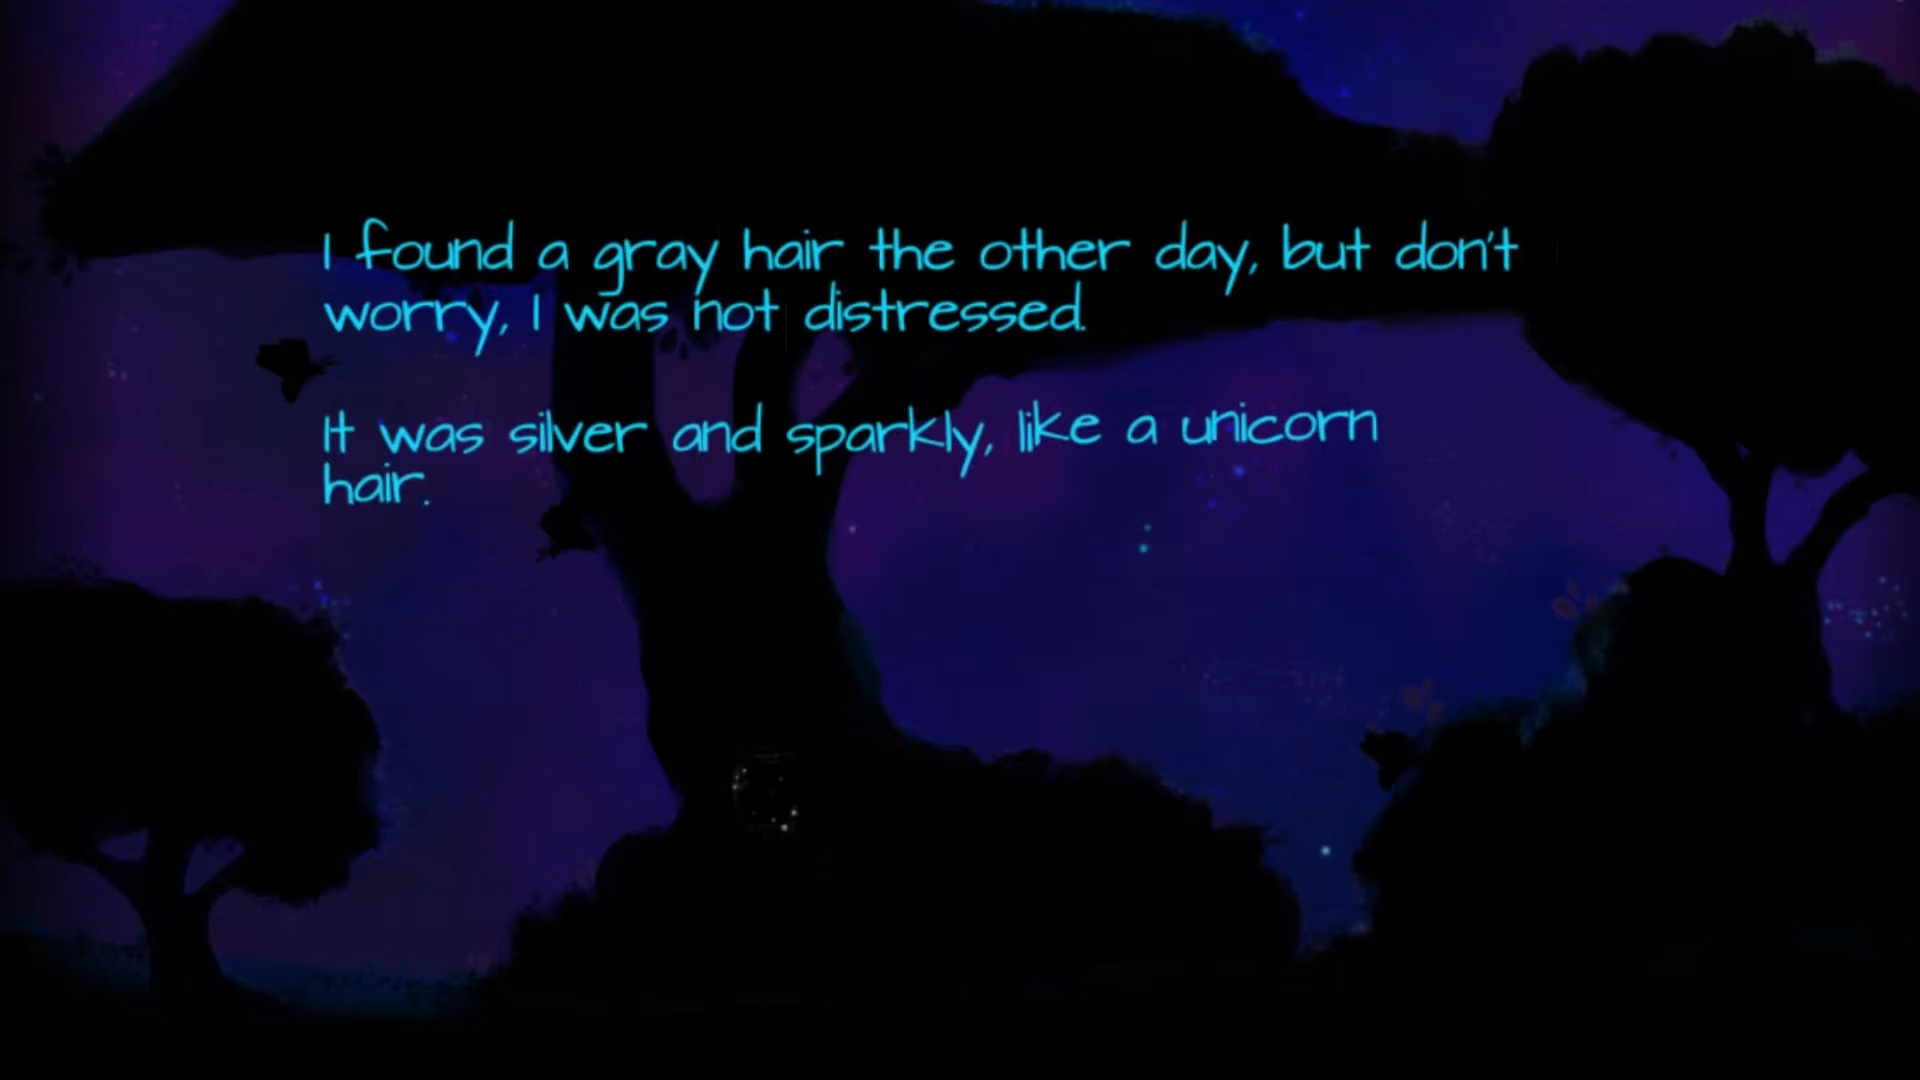 I found a gray hair the other day, but don't
worry, I was not distressed.
It was silver and sparkly, like a unicorn
hair.